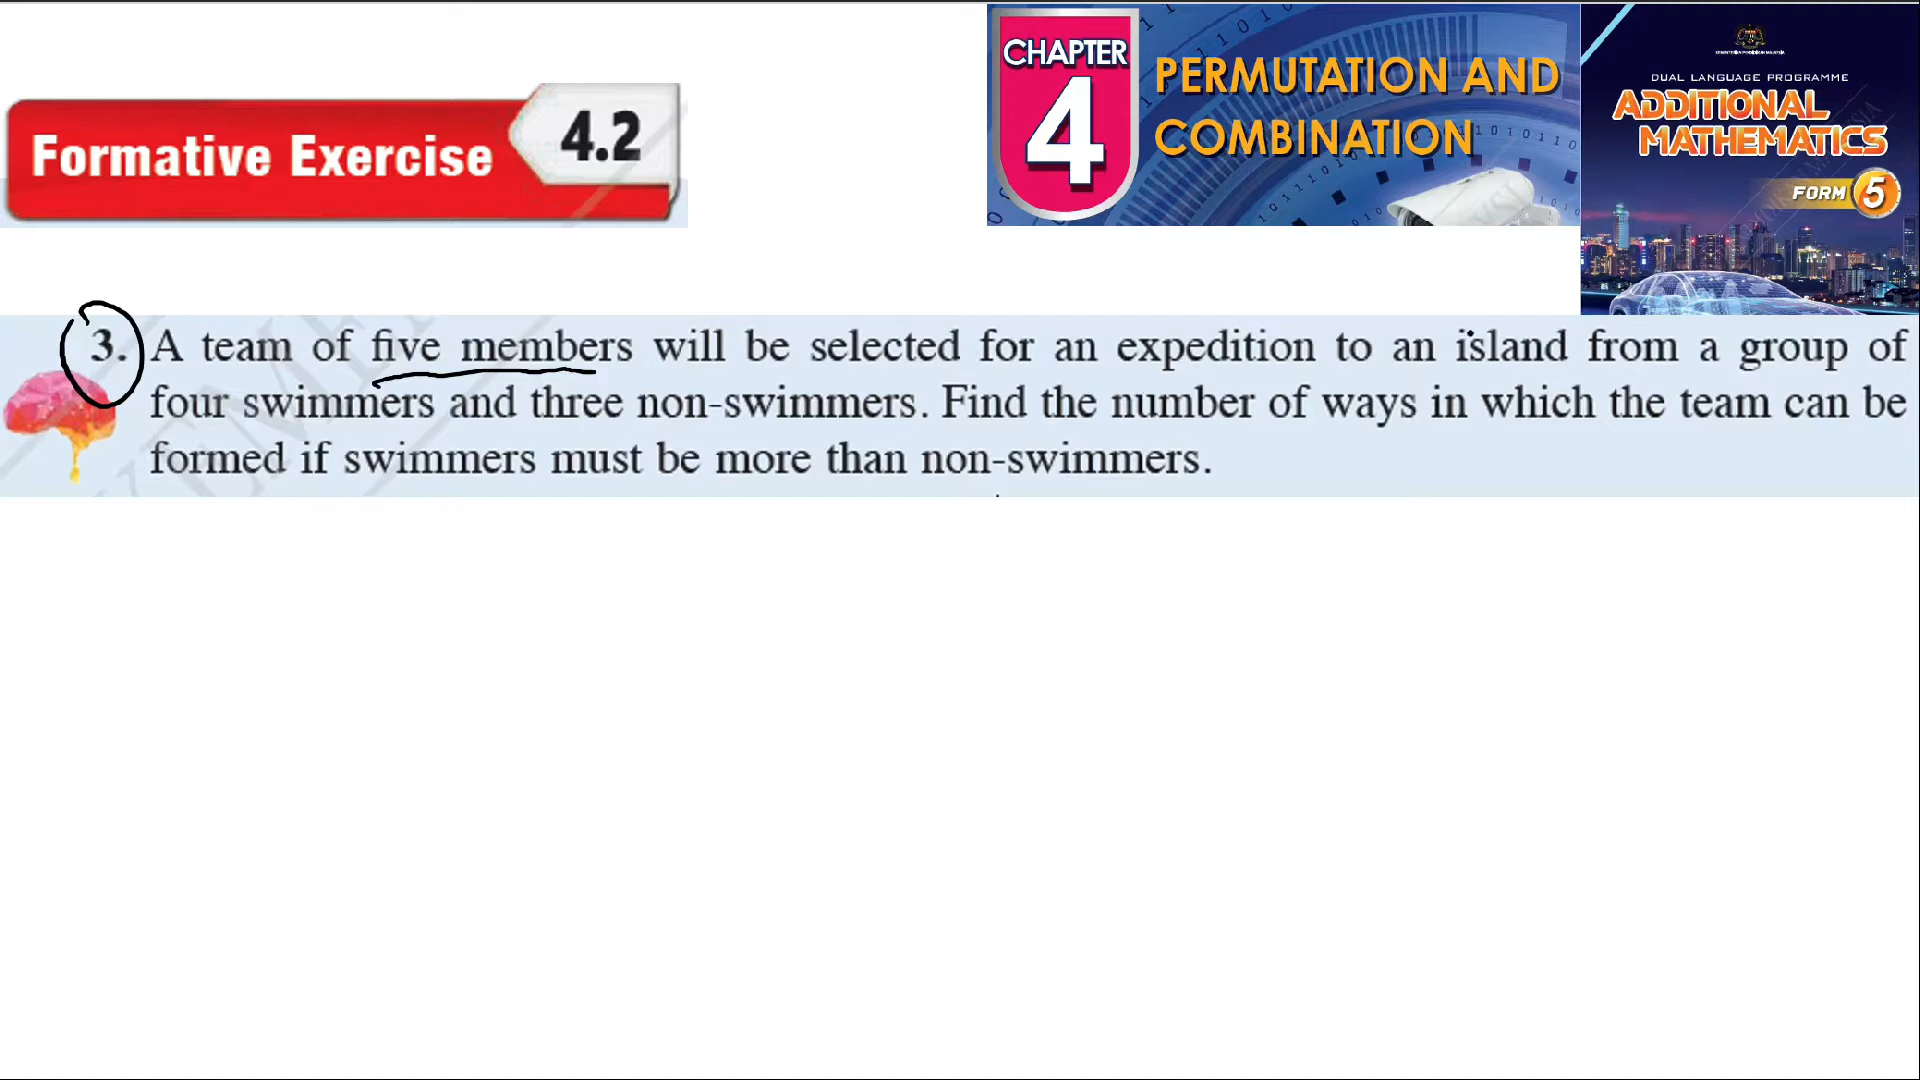 Formative Exercise 4.2
CHAPTER
4
PERMUTATION AND
COMBINATION
DUAL LANGUAGE PROGRAMME
ADDITIONAL
MATHEMATICS
FORM 5
3. A team of five members will be selected for an expedition to an island from a group of
four swimmers and three non-swimmers. Find the number of ways in which the team can be
formed if swimmers must be more than non-swimmers.